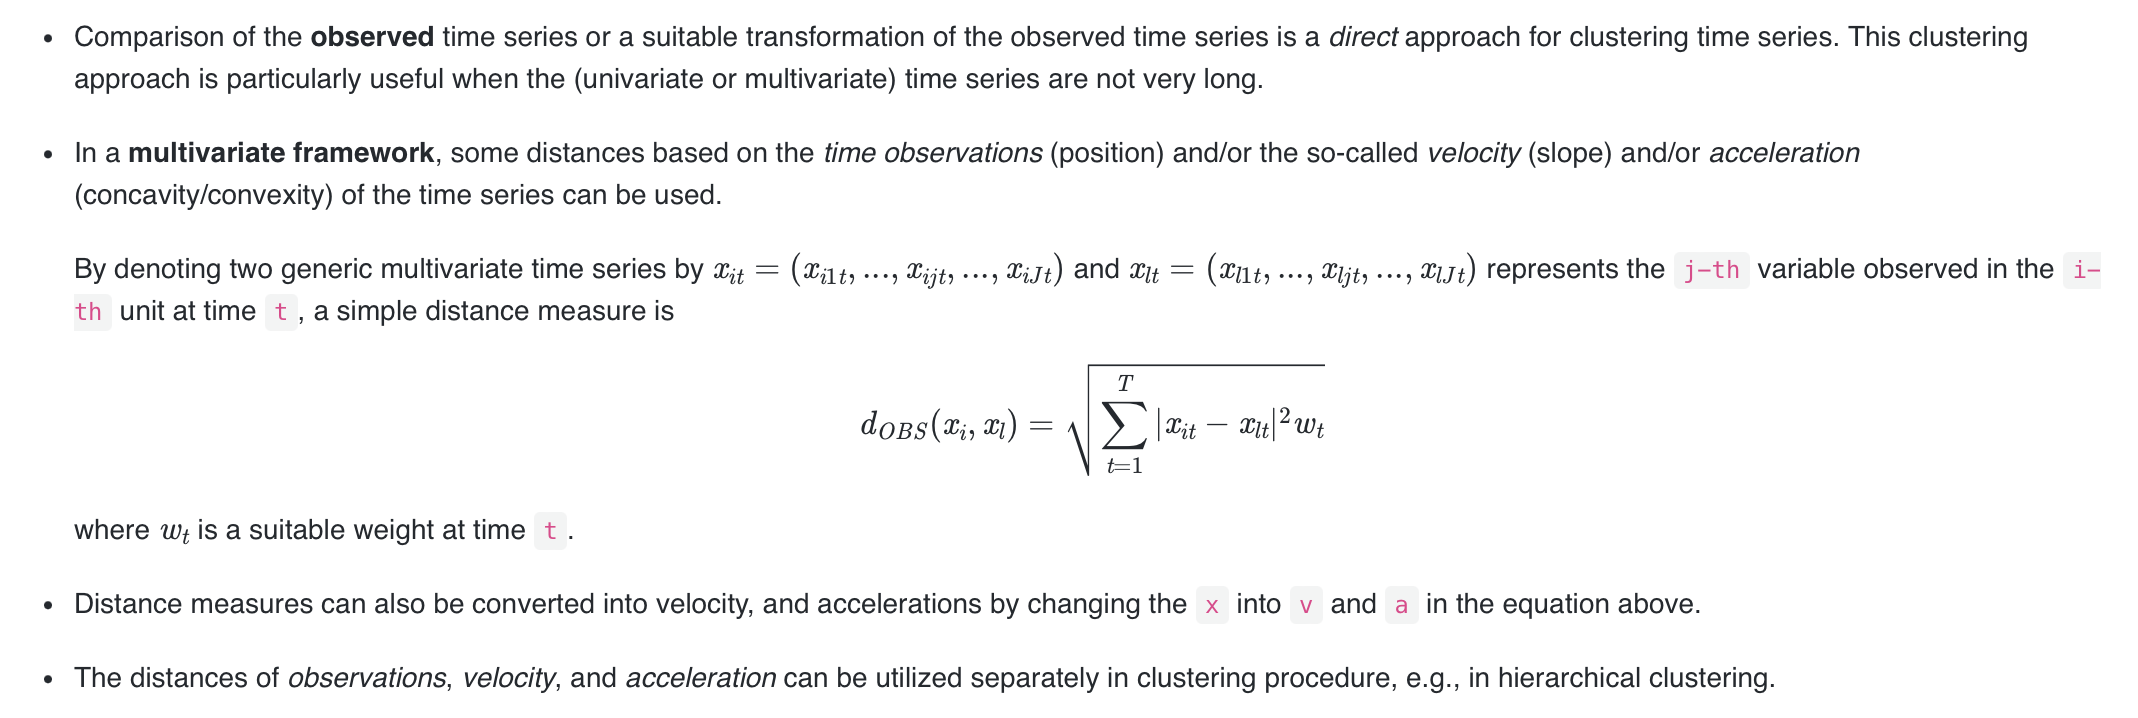 • Comparison of the observed time series or a suitable transformation of the observed time series is a direct approach for clustering time series. This clustering
approach is particularly useful when the (univariate or multivariate) time series are not very long.
• In a multivariate framework, some distances based on the time observations (position) and/or the so-called velocity (slope) and/or acceleration
(concavity/convexity) of the time series can be used.
By denoting two generic multivariate time series by $x_{it} = (x_{i1t}, ..., x_{ijt}, ..., x_{iJt})$ and $x_{lt} = (x_{l1t}, ..., x_{ljt}, ..., x_{lJt})$ represents the j-th variable observed in the i-
th unit at time t, a simple distance measure is
$d_{OBS}(x_i, x_l) = \sqrt{\sum_{t=1}^{T} |x_{it} - x_{lt}|^2 w_t}$
where $w_t$ is a suitable weight at time t.
• Distance measures can also be converted into velocity, and accelerations by changing the x into v and a in the equation above.
• The distances of observations, velocity, and acceleration can be utilized separately in clustering procedure, e.g., in hierarchical clustering.